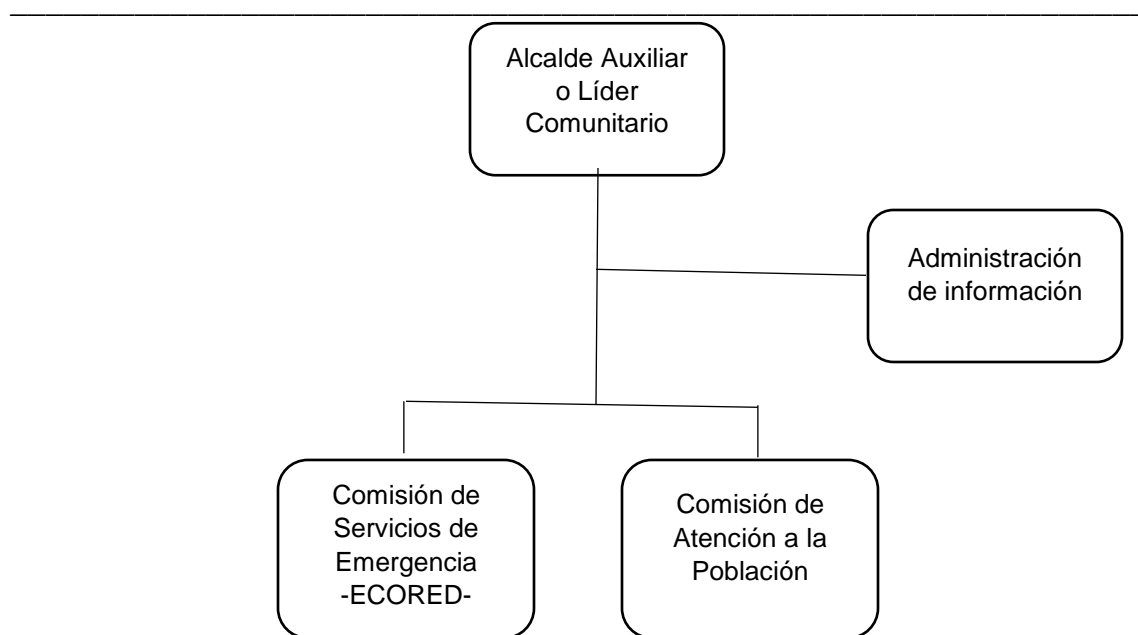 Alcalde Auxiliar
o Líder
Comunitario
Administración
de información
Comisión de
Servicios de
Emergencia
-ECORED-
Comisión de
Atención a la
Población